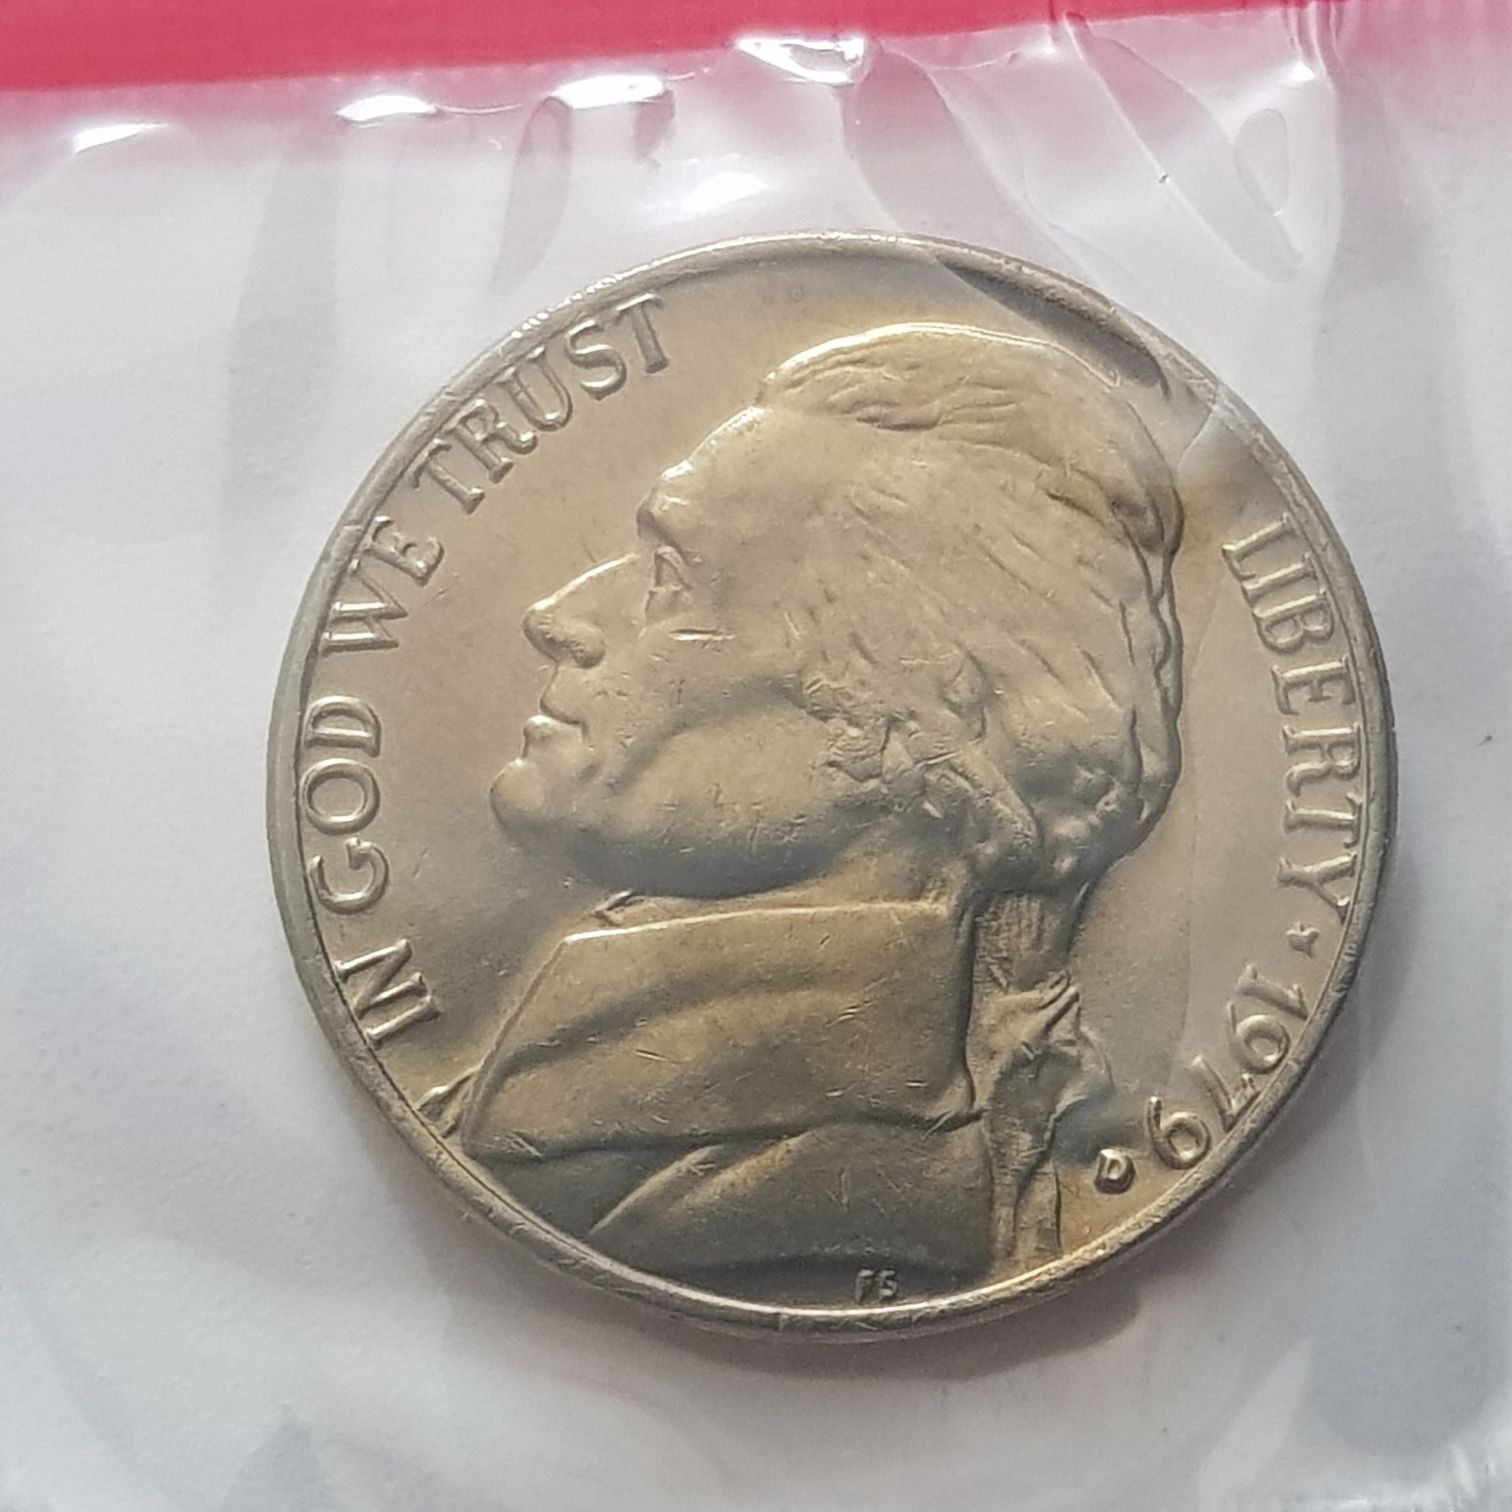 IN GOD WE TRUST
LIBERTY * 1979
D
FS